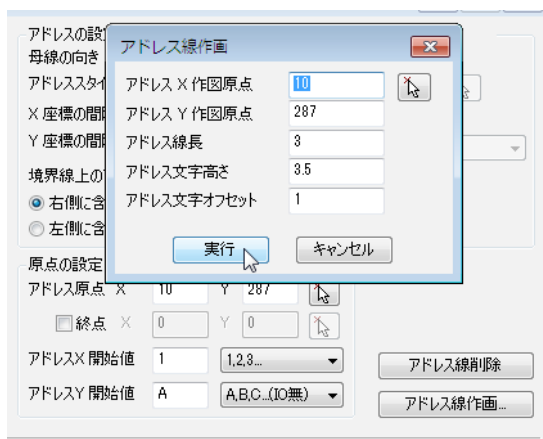 アドレスの設
母線の向き
アドレススタイ
X 座標の間
Y 座標の間
境界線上の
右側に含
左側に含
アドレス線作画
アドレス X 作図原点 10
アドレス Y 作図原点 287
アドレス線長 3
アドレス文字高さ 3.5
アドレス文字オフセット 1
実行 キャンセル
原点の設定
アドレス原点 X 10 Y 287
終点 X 0 Y 0
アドレスX 開始値 1 1,2,3...
アドレスY 開始値 A A,B,C...(IO無)
アドレス線削除
アドレス線作画...